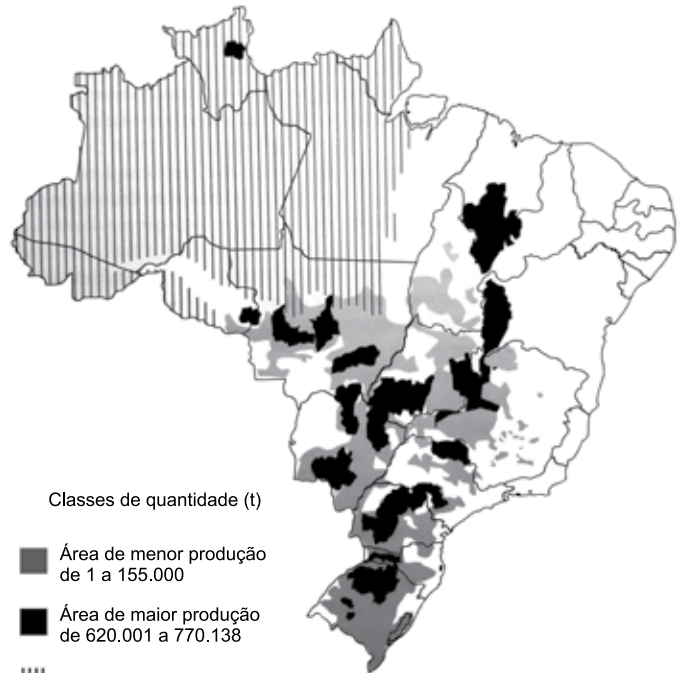 Classes de quantidade (t)
Área de menor produção
de 1 a 155.000
Área de maior produção
de 620.001 a 770.138